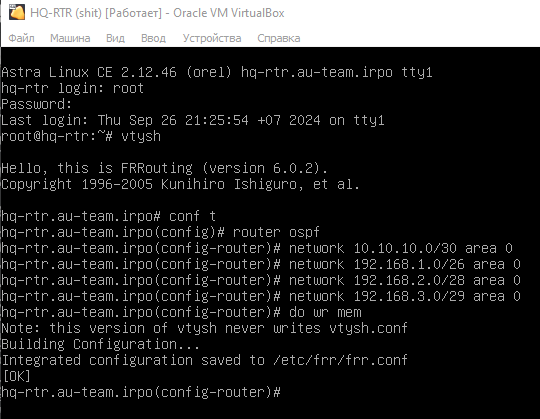 HQ-RTR (shit) [Работает] - Oracle VM VirtualBox
Файл Машина Вид Ввод Устройства Справка
Astra Linux CE 2.12.46 (orel) hq-rtr.au-team.irpo tty1
hq-rtr login: root
Password:
Last login: Thu Sep 26 21:25:54 +07 2024 on tty1
root@hq-rtr:~# vtysh
Hello, this is FRRouting (version 6.0.2).
Copyright 1996-2005 Kunihiro Ishiguro, et al.
hq-rtr.au-team.irpo# conf t
hq-rtr.au-team.irpo(config)# router ospf
hq-rtr.au-team.irpo(config-router)# network 10.10.10.0/30 area 0
hq-rtr.au-team.irpo(config-router)# network 192.168.1.0/26 area 0
hq-rtr.au-team.irpo(config-router)# network 192.168.2.0/28 area 0
hq-rtr.au-team.irpo(config-router)# network 192.168.3.0/29 area 0
hq-rtr.au-team.irpo(config-router)# do wr mem
Note: this version of vtysh never writes vtysh.conf
Building Configuration...
Integrated configuration saved to /etc/frr/frr.conf
[OK]
hq-rtr.au-team.irpo(config-router)#